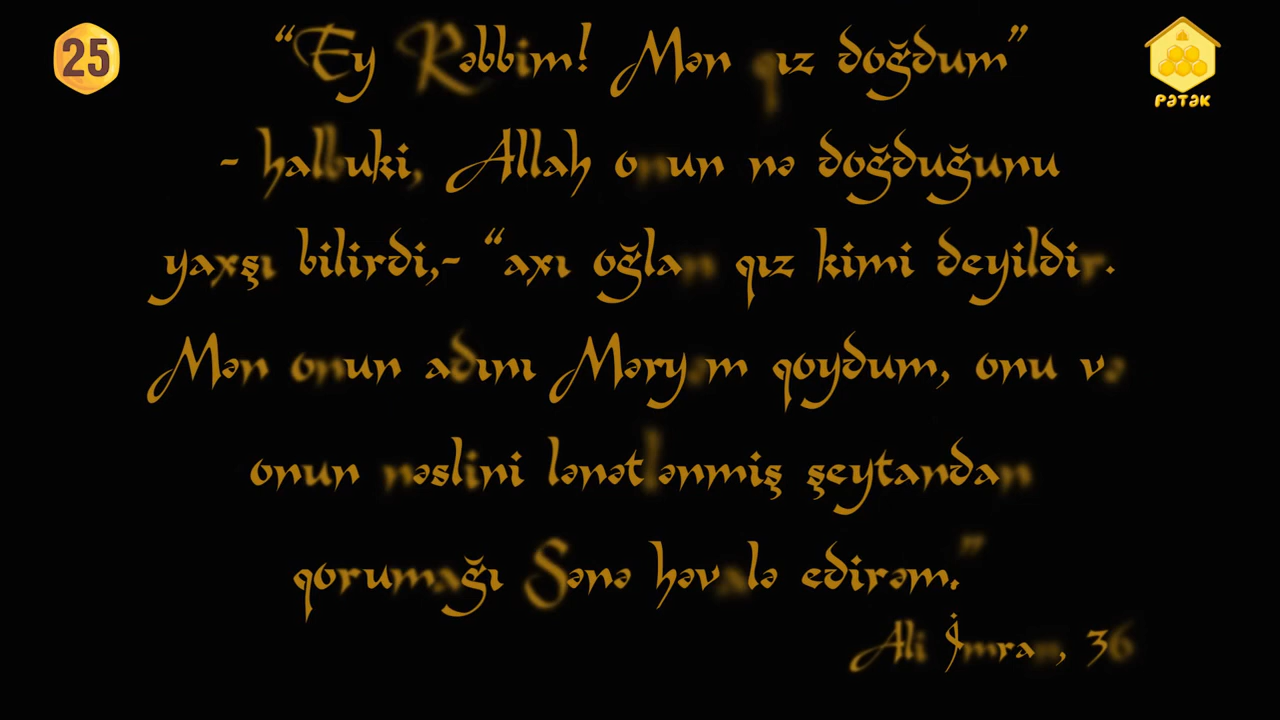 25
PƏTƏK
“Ey Rəbbim! Mən qız doğdum”
- halbuki, Allah onun nə doğduğunu
yaxşı bilirdi,- “axı oğlan qız kimi deyildir.
Mən onun adını Məryəm qoydum, onu və
onun nəslini lənətlənmiş şeytandan
qorumağı Sənə həvalə edirəm.”
Ali İmran, 36